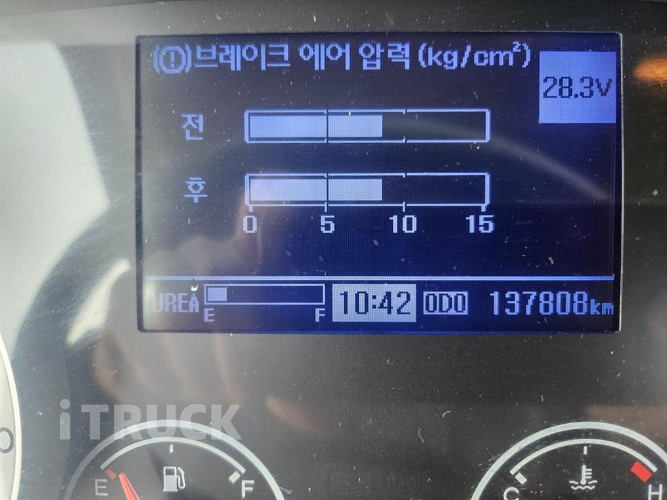 (!)브레이크 에어 압력(kg/cm²)
28.3V
전
후
0 5 10 15
UREA E F 10:42 ODO 137808km
iTRUCK
E F C H